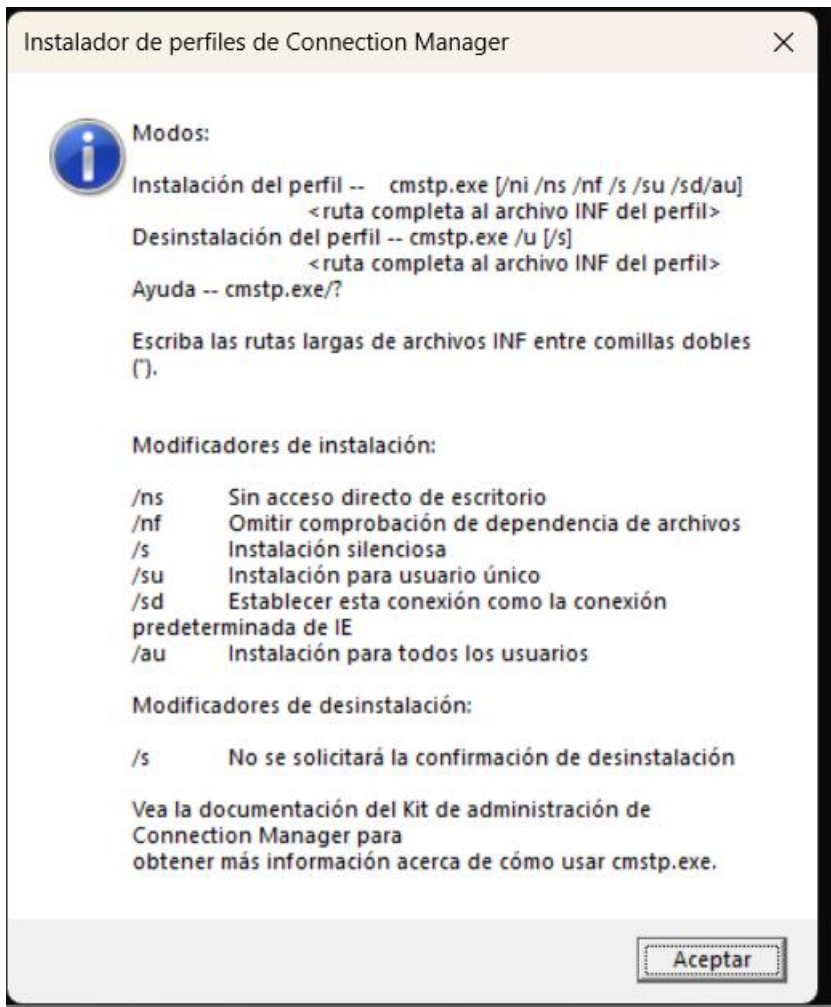 Instalador de perfiles de Connection Manager
Modos:
Instalación del perfil -- cmstp.exe [/ni /ns /nf /s /su /sd/au]
<ruta completa al archivo INF del perfil>
Desinstalación del perfil -- cmstp.exe /u [/s]
<ruta completa al archivo INF del perfil>
Ayuda -- cmstp.exe/?
Escriba las rutas largas de archivos INF entre comillas dobles
(").
Modificadores de instalación:
/ns Sin acceso directo de escritorio
/nf Omitir comprobación de dependencia de archivos
/s Instalación silenciosa
/su Instalación para usuario único
/sd Establecer esta conexión como la conexión
predeterminada de IE
/au Instalación para todos los usuarios
Modificadores de desinstalación:
/s No se solicitará la confirmación de desinstalación
Vea la documentación del Kit de administración de
Connection Manager para
obtener más información acerca de cómo usar cmstp.exe.
Aceptar